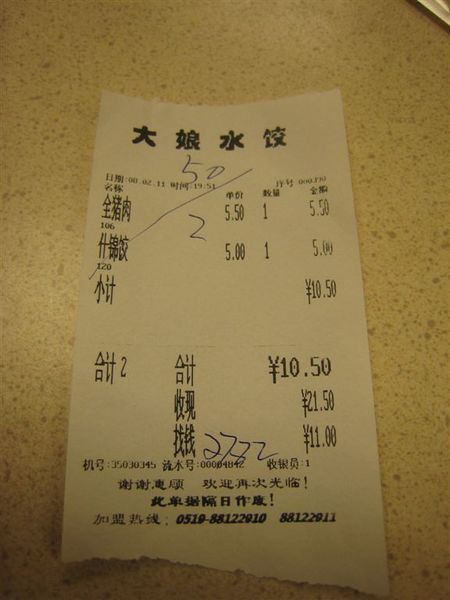 大娘水饺
50
日期:08.02.11 时间:19:51 序号 000390
名称 单价 数量 金额
全猪肉 5.50 1 5.50
106
2
什锦饺 5.00 1 5.00
120
小计 ¥10.50
合计 2 合计 ¥10.50
收现 ¥21.50
找钱 ¥11.00
机号:35030345 流水号:00004842 收银员:1
谢谢惠顾 欢迎再次光临!
此单据隔日作废!
加盟热线: 0519-88122910 88122911